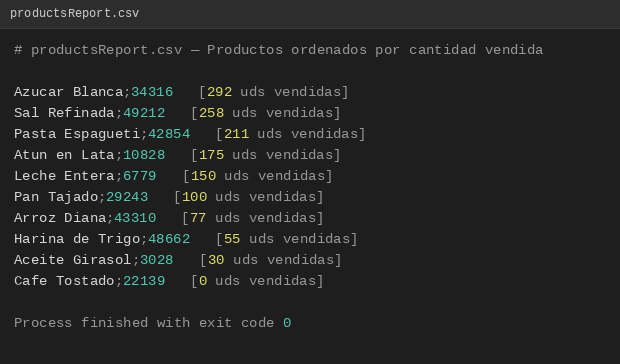 productsReport.csv
# productsReport.csv — Productos ordenados por cantidad vendida
Azucar Blanca;34316 [292 uds vendidas]
Sal Refinada;49212 [258 uds vendidas]
Pasta Espagueti;42854 [211 uds vendidas]
Atun en Lata;10828 [175 uds vendidas]
Leche Entera;6779 [150 uds vendidas]
Pan Tajado;29243 [100 uds vendidas]
Arroz Diana;43310 [77 uds vendidas]
Harina de Trigo;48662 [55 uds vendidas]
Aceite Girasol;3028 [30 uds vendidas]
Cafe Tostado;22139 [0 uds vendidas]
Process finished with exit code 0